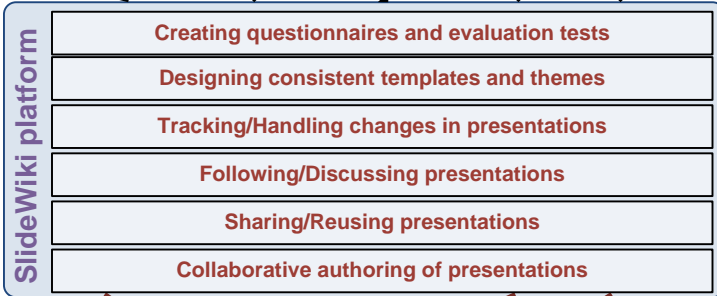 SlideWiki platform
Creating questionnaires and evaluation tests
Designing consistent templates and themes
Tracking/Handling changes in presentations
Following/Discussing presentations
Sharing/Reusing presentations
Collaborative authoring of presentations